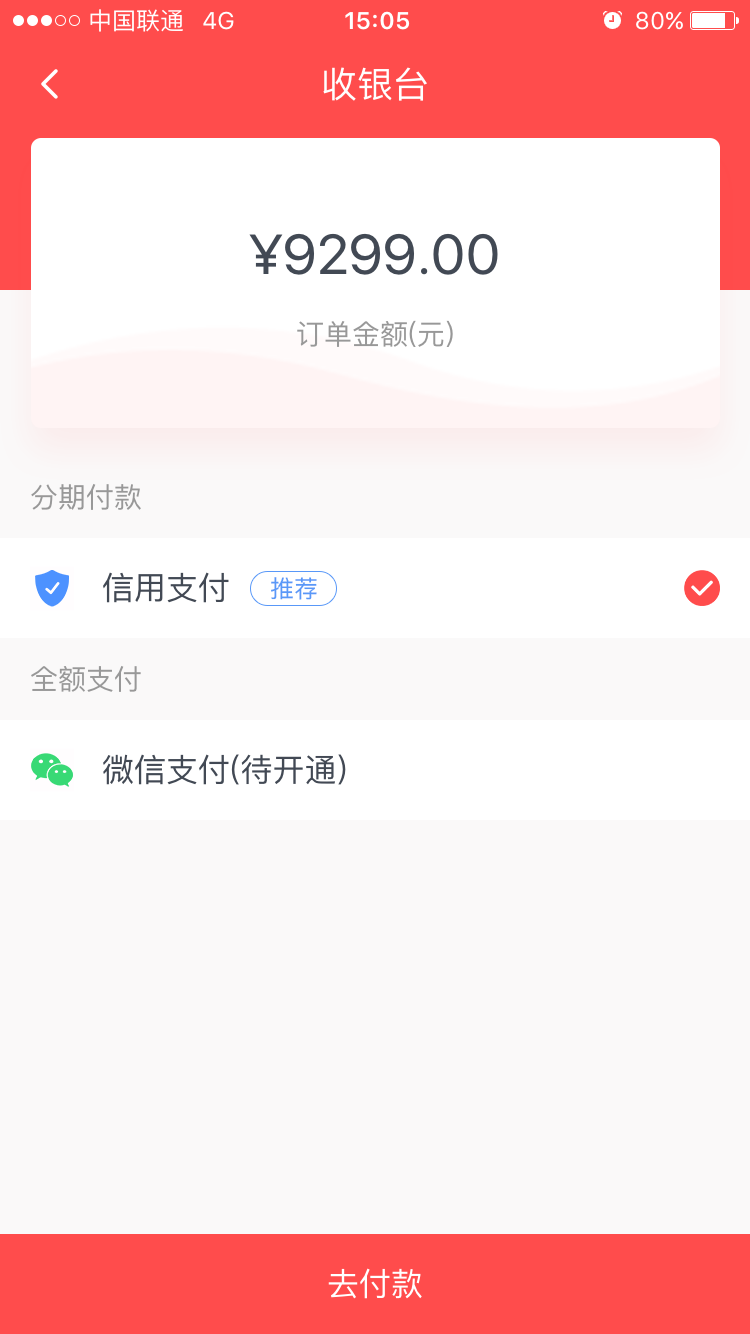 中国联通 4G 15:05 80%
收银台
¥9299.00
订单金额(元)
分期付款
信用支付 推荐
全额支付
微信支付(待开通)
去付款